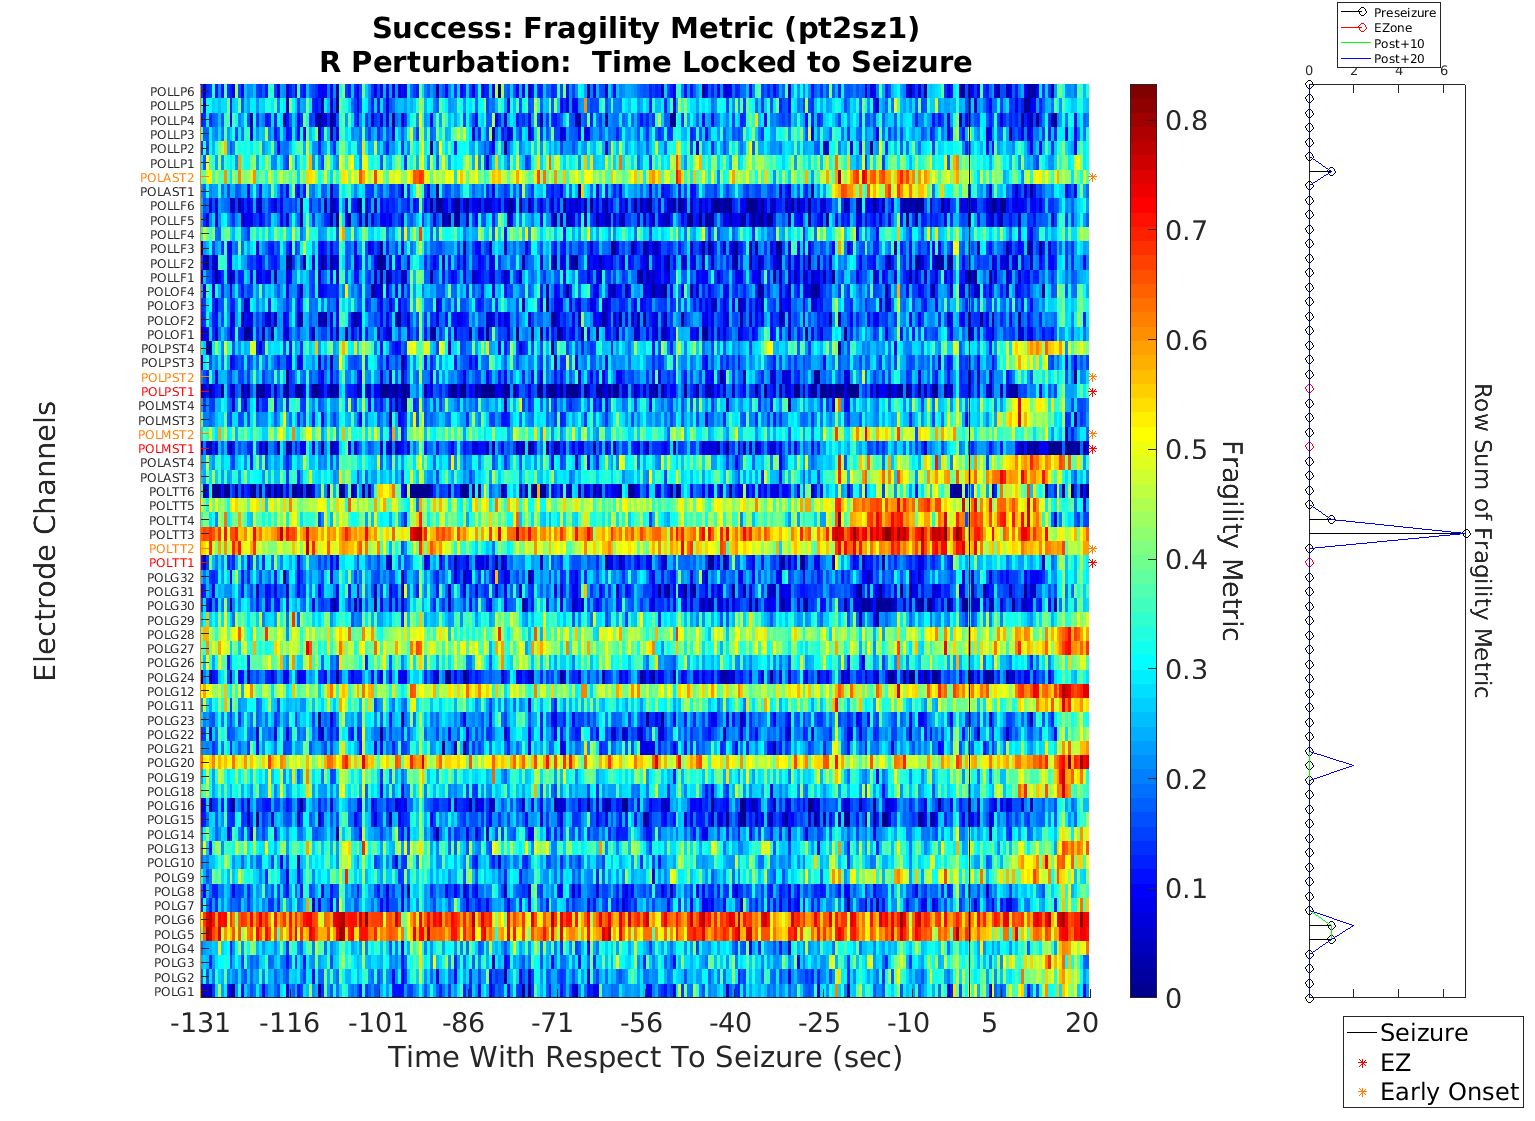 Success: Fragility Metric (pt2sz1)
R Perturbation:  Time Locked to Seizure
Electrode Channels
POLLP6
POLLP5
POLLP4
POLLP3
POLLP2
POLLP1
POLAST2
POLAST1
POLLF6
POLLF5
POLLF4
POLLF3
POLLF2
POLLF1
POLOF4
POLOF3
POLOF2
POLOF1
POLPST4
POLPST3
POLPST2
POLPST1
POLMST4
POLMST3
POLMST2
POLMST1
POLAST4
POLAST3
POLTT6
POLTT5
POLTT4
POLTT3
POLTT2
POLTT1
POLG32
POLG31
POLG30
POLG29
POLG28
POLG27
POLG26
POLG24
POLG12
POLG11
POLG23
POLG22
POLG21
POLG20
POLG19
POLG18
POLG16
POLG15
POLG14
POLG13
POLG10
POLG9
POLG8
POLG7
POLG6
POLG5
POLG4
POLG3
POLG2
POLG1
-131 -116 -101 -86 -71 -56 -40 -25 -10 5 20
Time With Respect To Seizure (sec)
0.8
0.7
0.6
0.5
0.4
0.3
0.2
0.1
0
Fragility Metric
Preseizure
EZone
Post+10
Post+20
0 2 4 6
Row Sum of Fragility Metric
Seizure
EZ
Early Onset